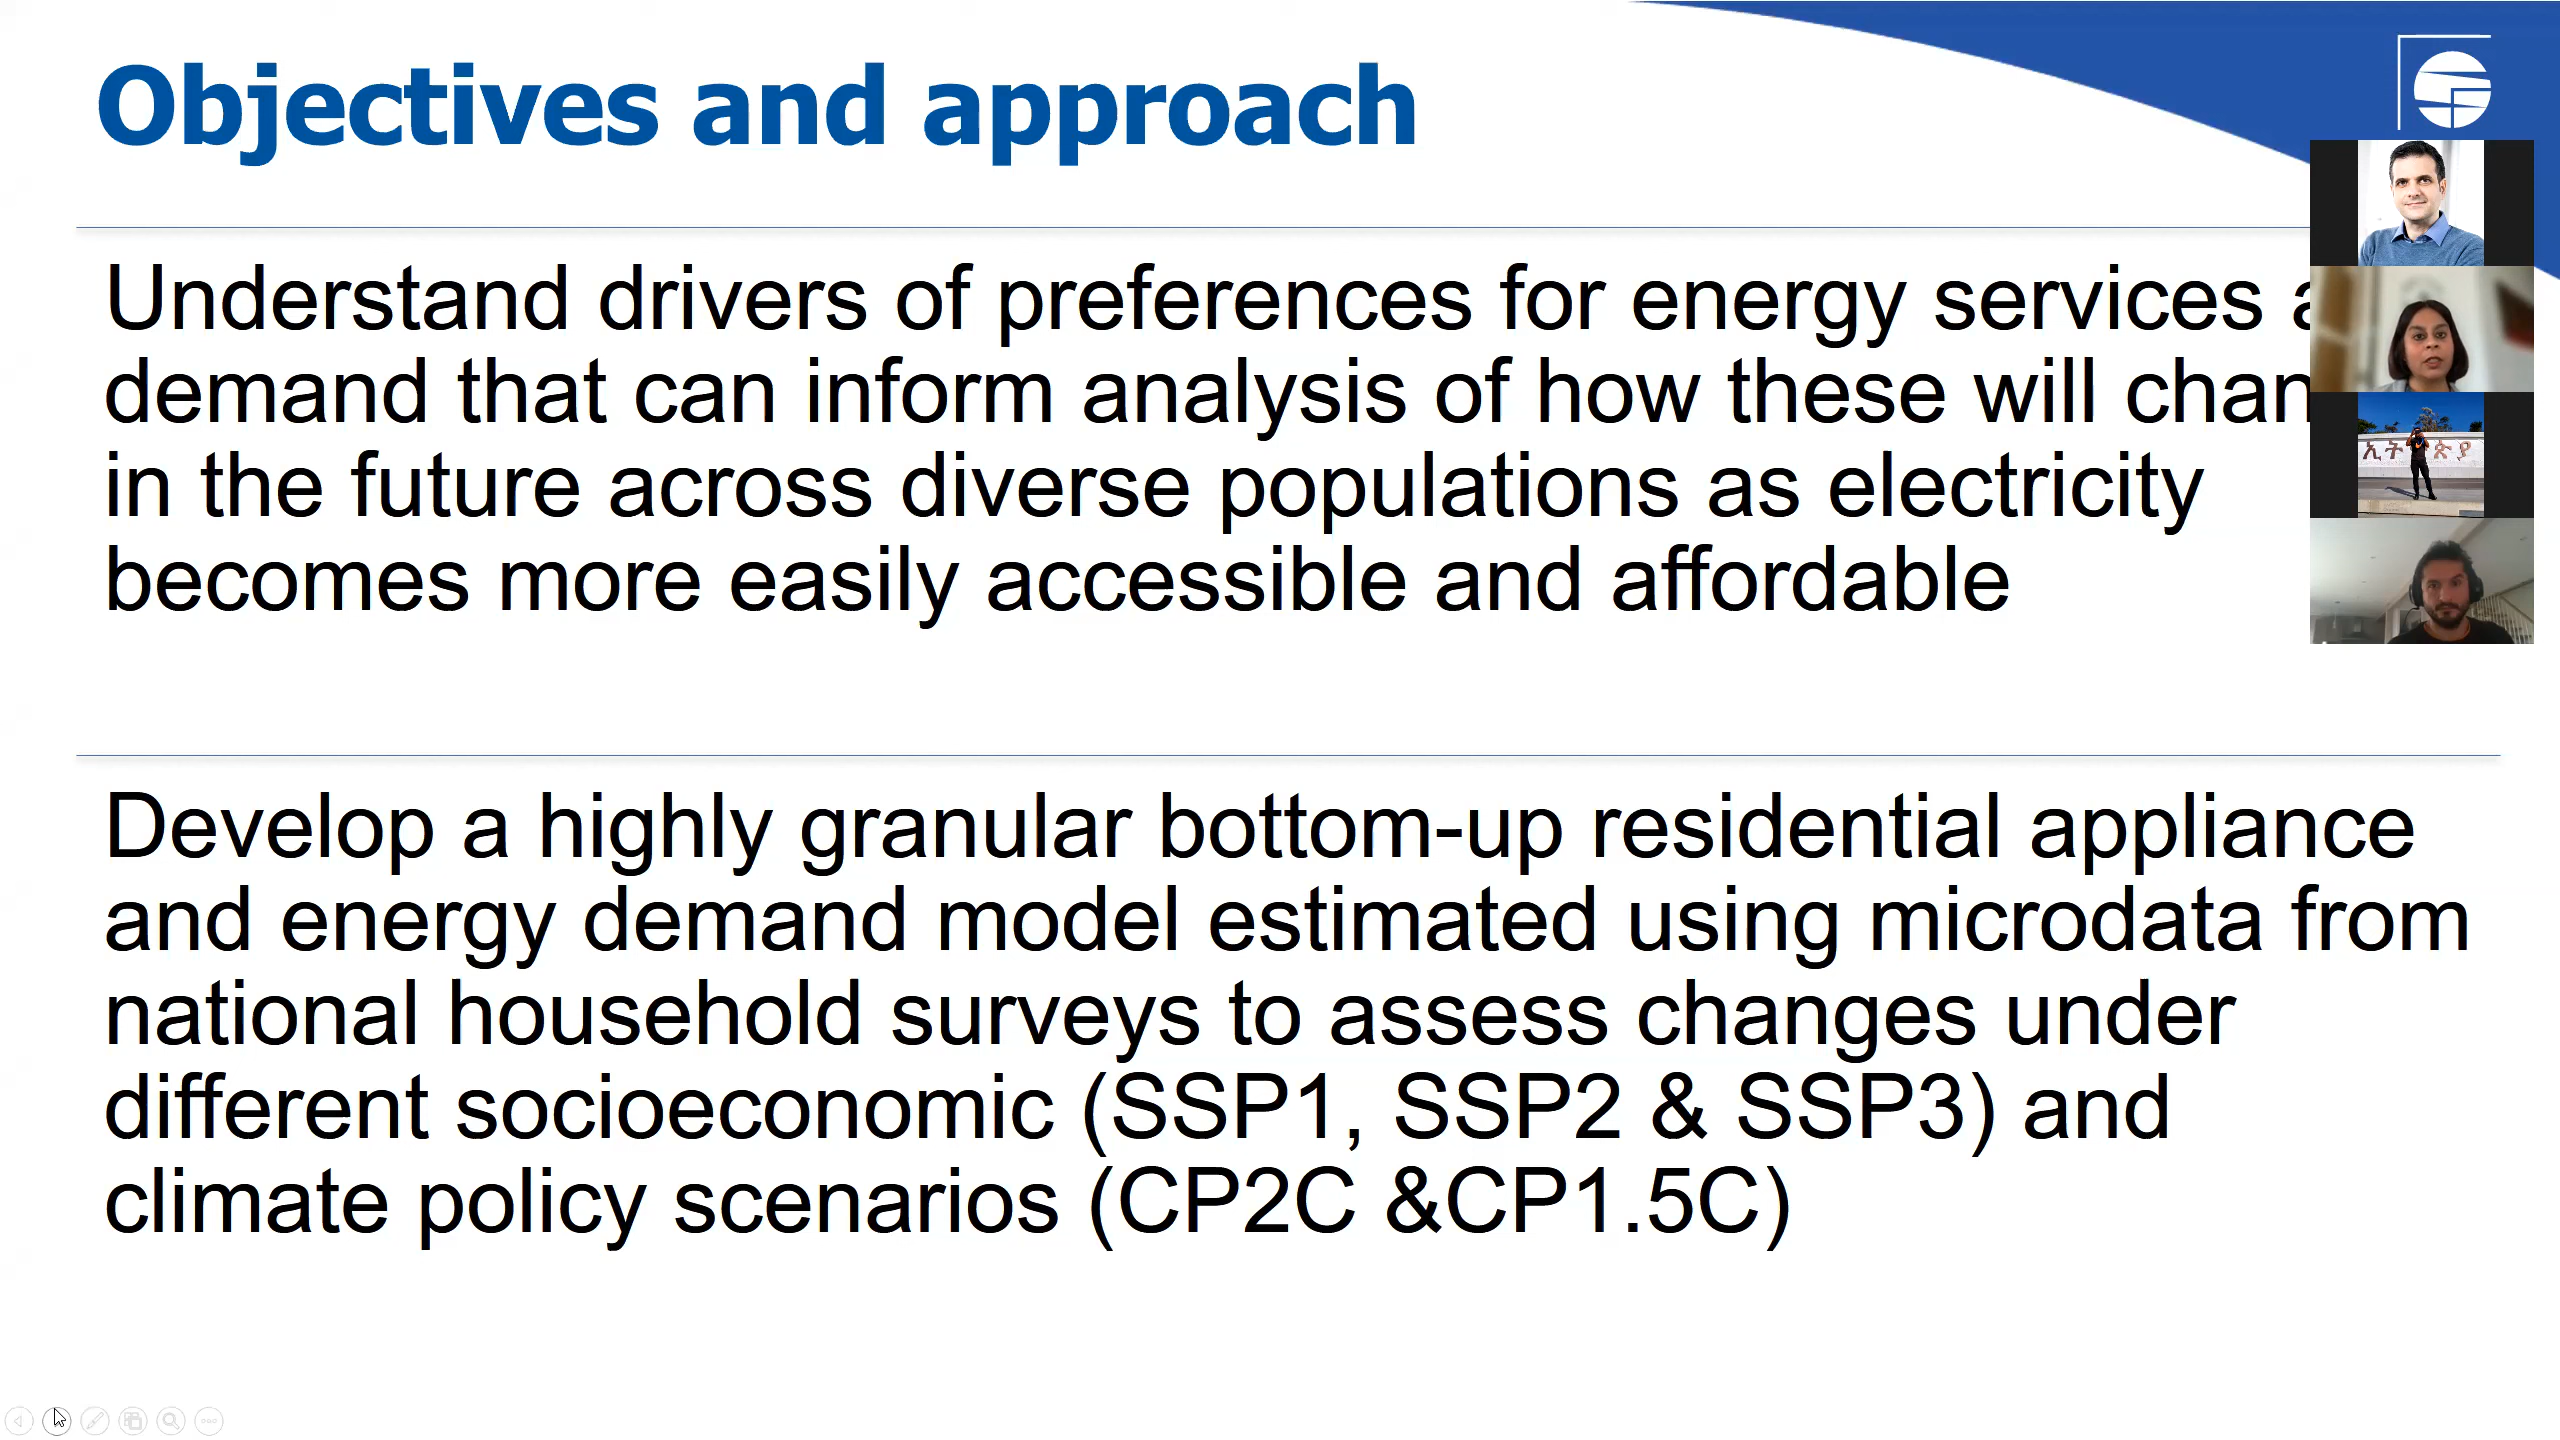 Objectives and approach
Understand drivers of preferences for energy services
demand that can inform analysis of how these will
in the future across diverse populations as electricity
becomes more easily accessible and affordable
Develop a highly granular bottom-up residential appliance
and energy demand model estimated using microdata from
national household surveys to assess changes under
different socioeconomic (SSP1, SSP2 & SSP3) and
climate policy scenarios (CP2C &CP1.5C)